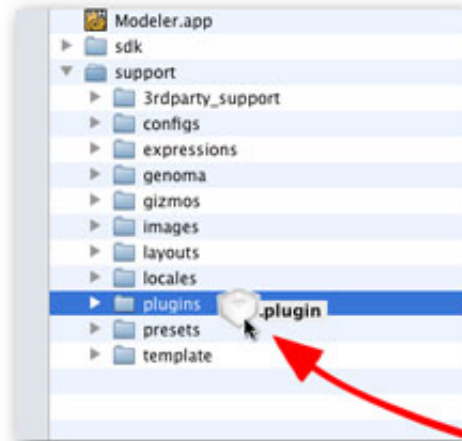 Modeler.app
sdk
support
3rdparty_support
configs
expressions
genoma
gizmos
images
layouts
locales
plugins .plugin
presets
template